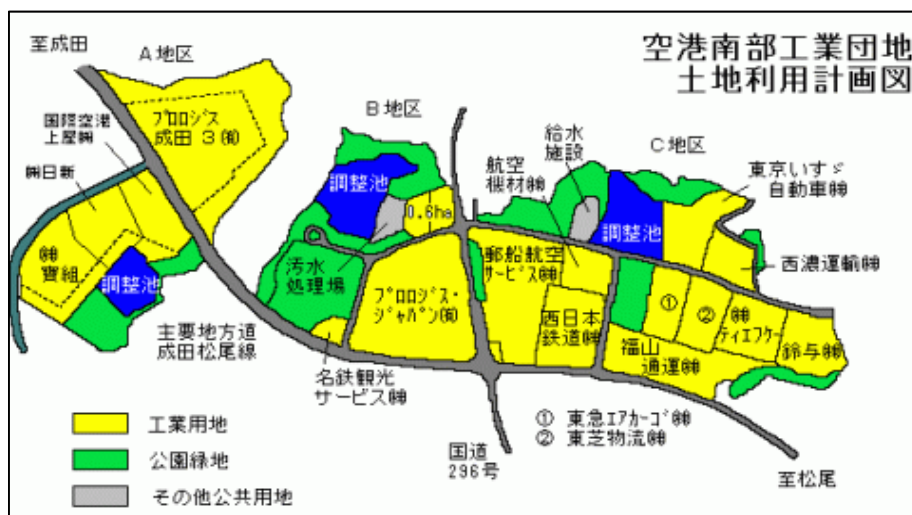 空港南部工業団地
土地利用計画図
至成田
A地区
国際空港
上屋㈱
プロロジス
成田3㈲
㈱日新
㈱
寶組
調整池
B地区
調整池
0.6ha
汚水
処理場
主要地方道
成田松尾線
プロロジス・
ジャパン㈲
名鉄観光
サービス㈱
給水
施設
航空
機材㈱
C地区
東京いすゞ
自動車㈱
調整池
郵船航空
サービス㈱
西濃運輸㈱
西日本
鉄道㈱
①
②
㈱
ティエフケー
鈴与㈱
福山
通運㈱
① 東急エアカーゴ㈱
② 東芝物流㈱
国道
296号
至松尾
工業用地
公園緑地
その他公共用地